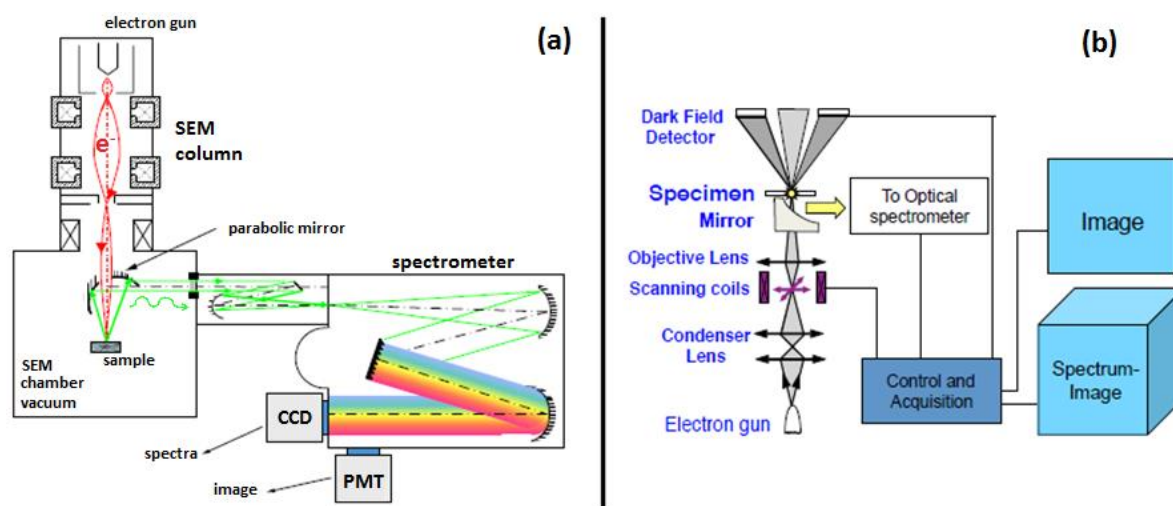 electron gun
(a)
e-
SEM
column
parabolic mirror
spectrometer
sample
SEM
chamber
vacuum
CCD
spectra
PMT
image
(b)
Dark Field
Detector
Specimen
Mirror
To Optical
spectrometer
Image
Objective Lens
Scanning coils
Condenser
Lens
Control and
Acquisition
Spectrum-
Image
Electron gun